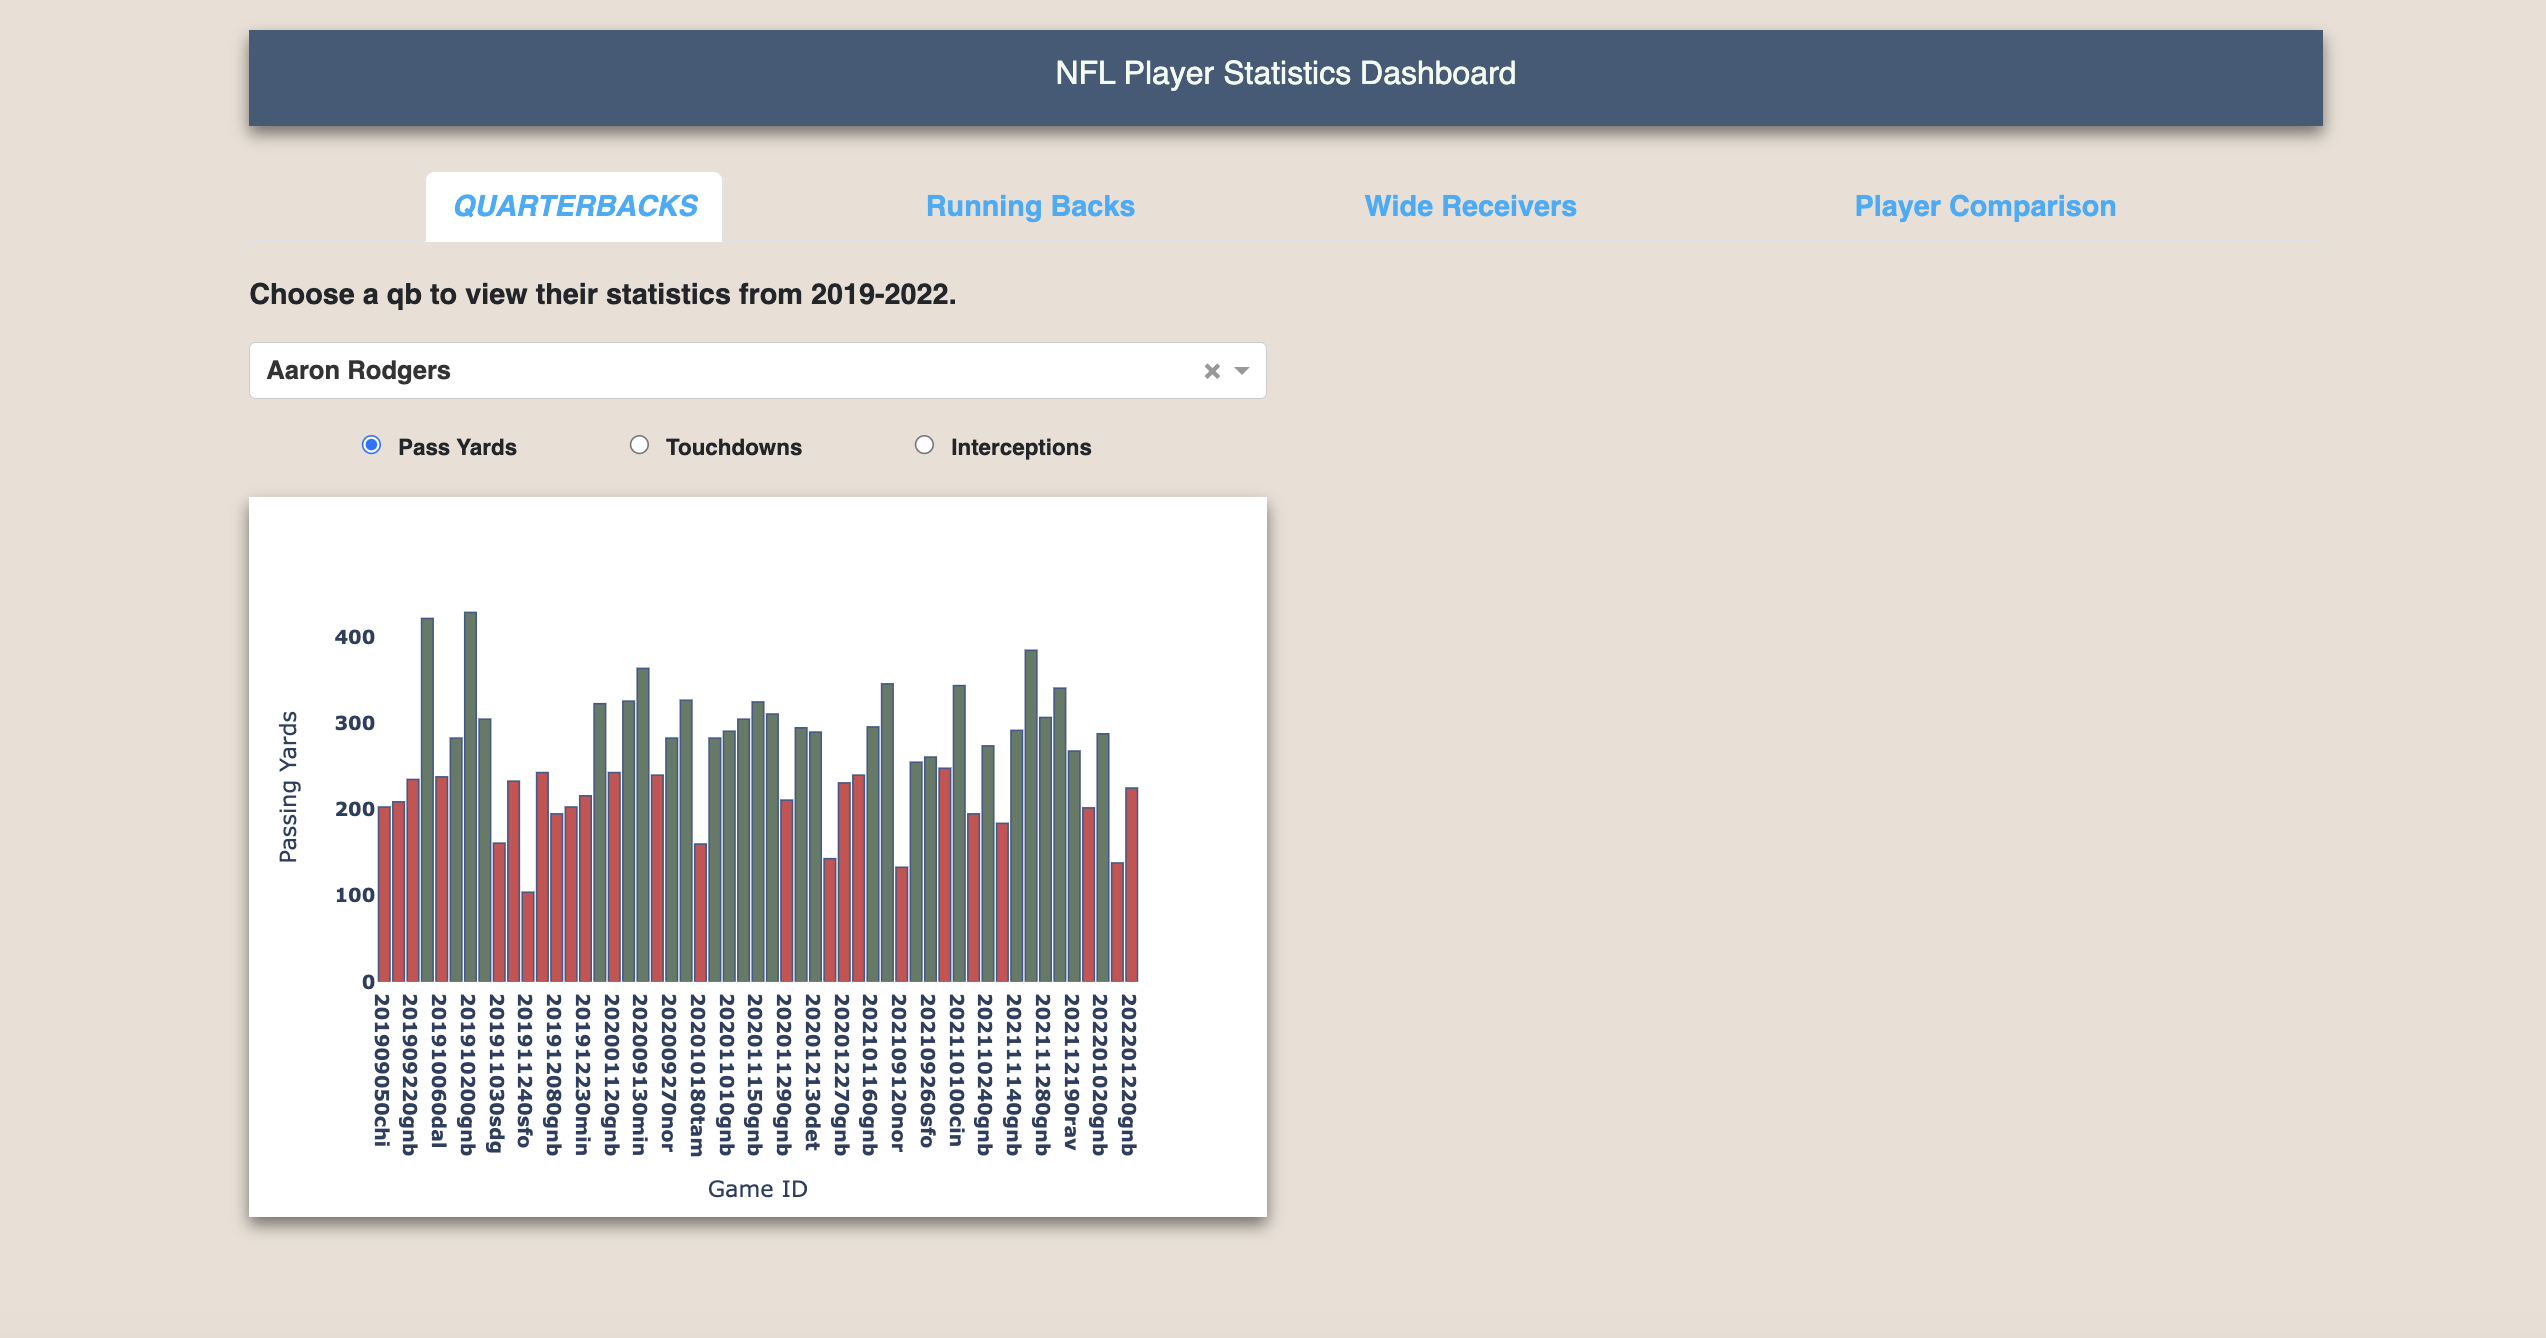 NFL Player Statistics Dashboard
QUARTERBACKS
Running Backs
Wide Receivers
Player Comparison
Choose a qb to view their statistics from 2019-2022.
Aaron Rodgers
Pass Yards
Touchdowns
Interceptions
400
300
200
100
0
Passing Yards
201909050chi
201909220gnb
201910060dal
201910200gnb
201911030sdg
201911240sfo
201912080gnb
201912230min
202001120gnb
202009130min
202009270nor
202010180tam
202011010gnb
202011150gnb
202011290gnb
202012130det
202012270gnb
202101160gnb
202109120nor
202109260sfo
202110100cin
202110240gnb
202111140gnb
202111280gnb
202112190rav
202201020gnb
202201220gnb
Game ID